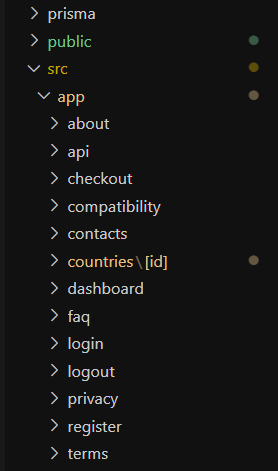 prisma
public
src
app
about
api
checkout
compatibility
contacts
countries\[id]
dashboard
faq
login
logout
privacy
register
terms